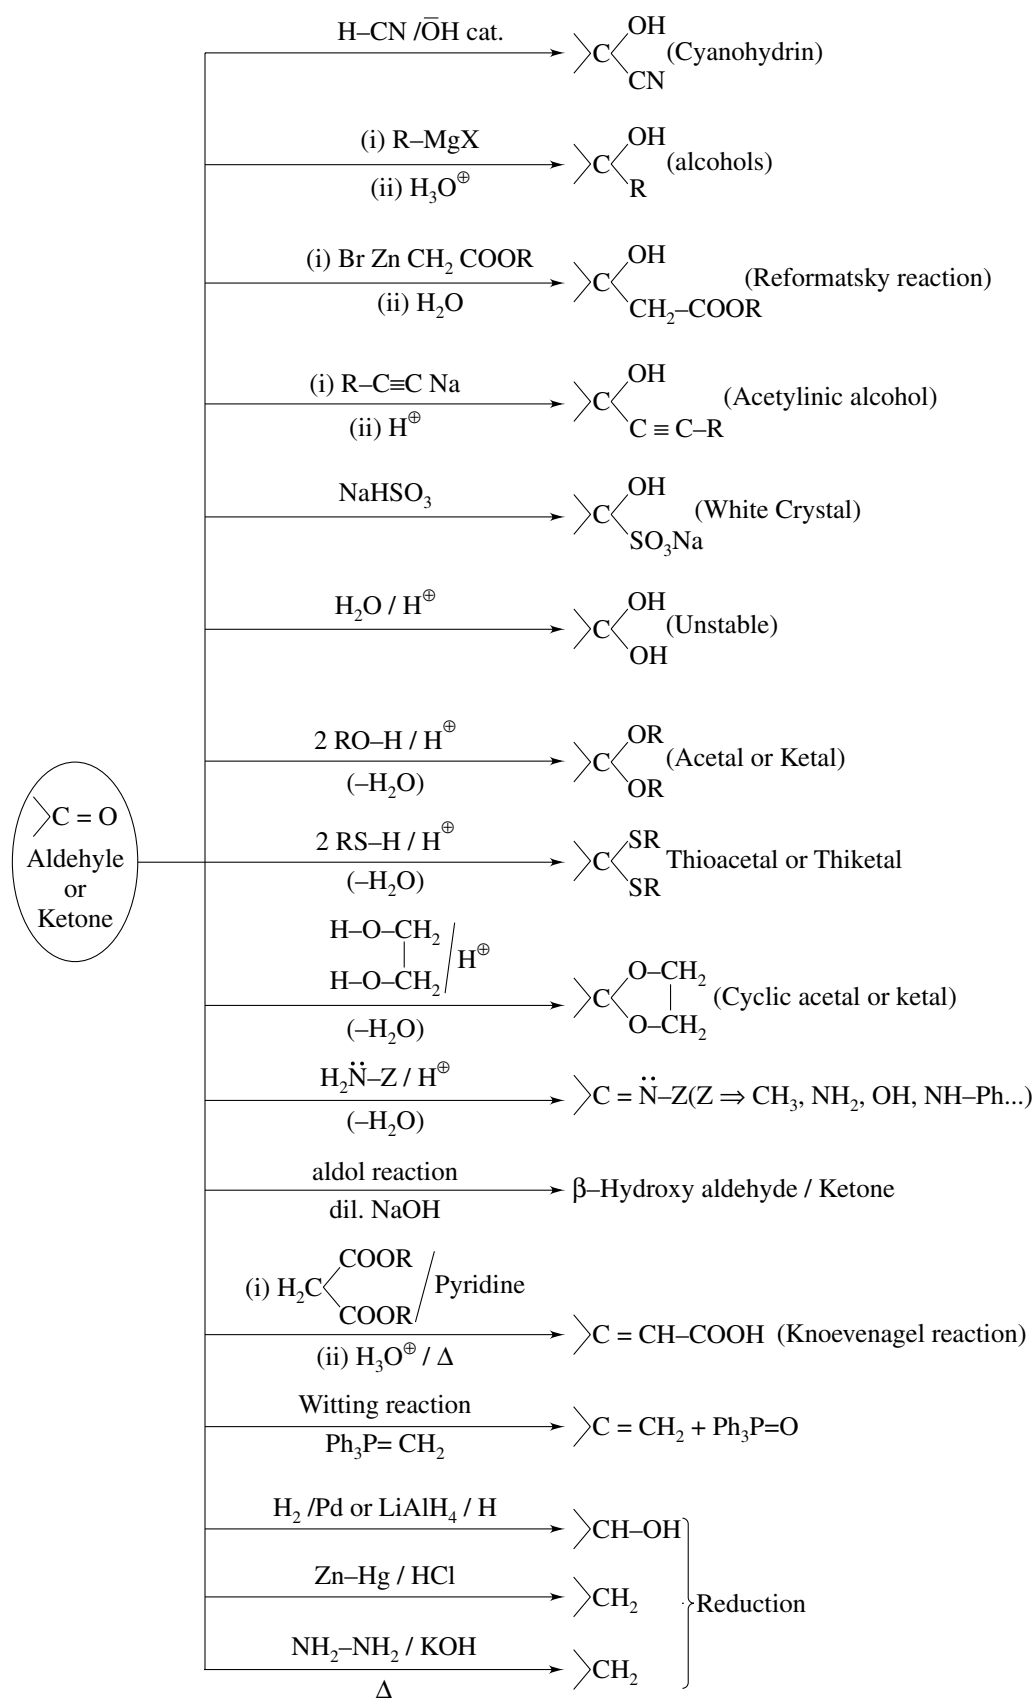 H–CN /O̅H cat.
>C<OH CN (Cyanohydrin)
(i) R–MgX
(ii) H₃O⊕
>C<OH R (alcohols)
(i) Br Zn CH₂ COOR
(ii) H₂O
>C<OH CH₂–COOR (Reformatsky reaction)
(i) R–C≡C Na
(ii) H⊕
>C<OH C ≡ C–R (Acetylinic alcohol)
NaHSO₃
>C<OH SO₃Na (White Crystal)
H₂O / H⊕
>C<OH OH (Unstable)
2 RO–H / H⊕
(–H₂O)
>C<OR OR (Acetal or Ketal)
>C = O
Aldehyle
or
Ketone
2 RS–H / H⊕
(–H₂O)
>C<SR SR Thioacetal or Thiketal
H–O–CH₂
H–O–CH₂ / H⊕
(–H₂O)
>C<O–CH₂ O–CH₂ (Cyclic acetal or ketal)
H₂N̈–Z / H⊕
(–H₂O)
>C = N̈–Z(Z ⇒ CH₃, NH₂, OH, NH–Ph...)
aldol reaction
dil. NaOH
β–Hydroxy aldehyde / Ketone
(i) H₂C<COOR COOR / Pyridine
(ii) H₃O⊕ / Δ
>C = CH–COOH (Knoevenagel reaction)
Witting reaction
Ph₃P= CH₂
>C = CH₂ + Ph₃P=O
H₂ /Pd or LiAlH₄ / H
>CH–OH
Zn–Hg / HCl
>CH₂
Reduction
NH₂–NH₂ / KOH
Δ
>CH₂